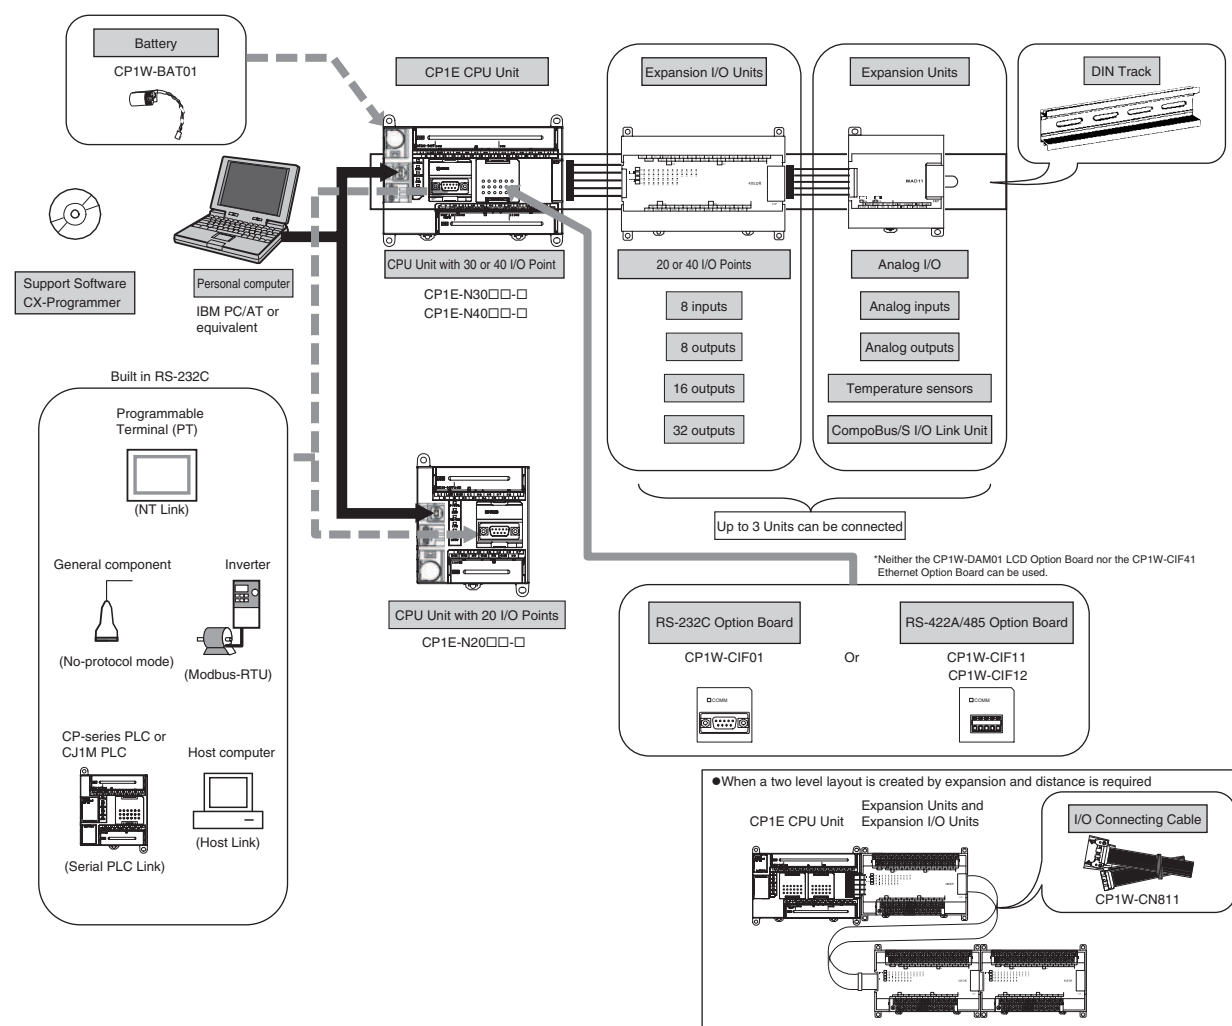 Battery
CP1W-BAT01
CP1E CPU Unit
Expansion I/O Units
Expansion Units
DIN Track
MAD11
Support Software
CX-Programmer
Personal computer
IBM PC/AT or
equivalent
CPU Unit with 30 or 40 I/O Point
CP1E-N30□□-□
CP1E-N40□□-□
20 or 40 I/O Points
8 inputs
8 outputs
16 outputs
32 outputs
Analog I/O
Analog inputs
Analog outputs
Temperature sensors
CompoBus/S I/O Link Unit
Up to 3 Units can be connected
Built in RS-232C
Programmable
Terminal (PT)
(NT Link)
General component
(No-protocol mode)
Inverter
(Modbus-RTU)
CP-series PLC or
CJ1M PLC
(Serial PLC Link)
Host computer
(Host Link)
CPU Unit with 20 I/O Points
CP1E-N20□□-□
*Neither the CP1W-DAM01 LCD Option Board nor the CP1W-CIF41
Ethernet Option Board can be used.
RS-232C Option Board
CP1W-CIF01
COMM
Or
RS-422A/485 Option Board
CP1W-CIF11
CP1W-CIF12
COMM
●When a two level layout is created by expansion and distance is required
CP1E CPU Unit
Expansion Units and
Expansion I/O Units
I/O Connecting Cable
CP1W-CN811